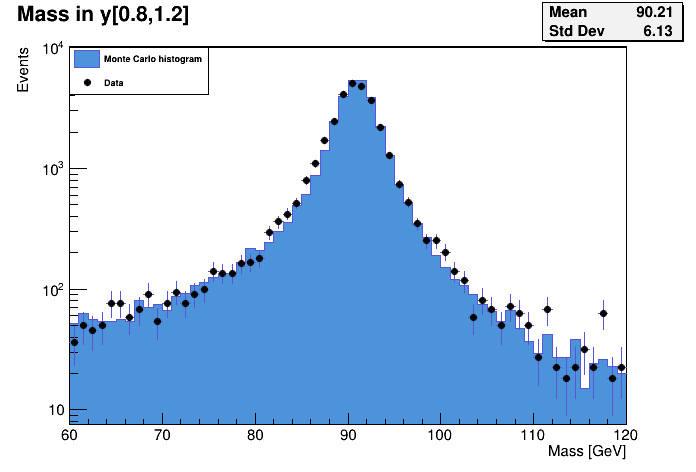 Mass in y[0.8,1.2]
Mean 90.21
Std Dev 6.13
Events
Monte Carlo histogram
Data
10^4
10^3
10^2
10
60 70 80 90 100 110 120
Mass [GeV]